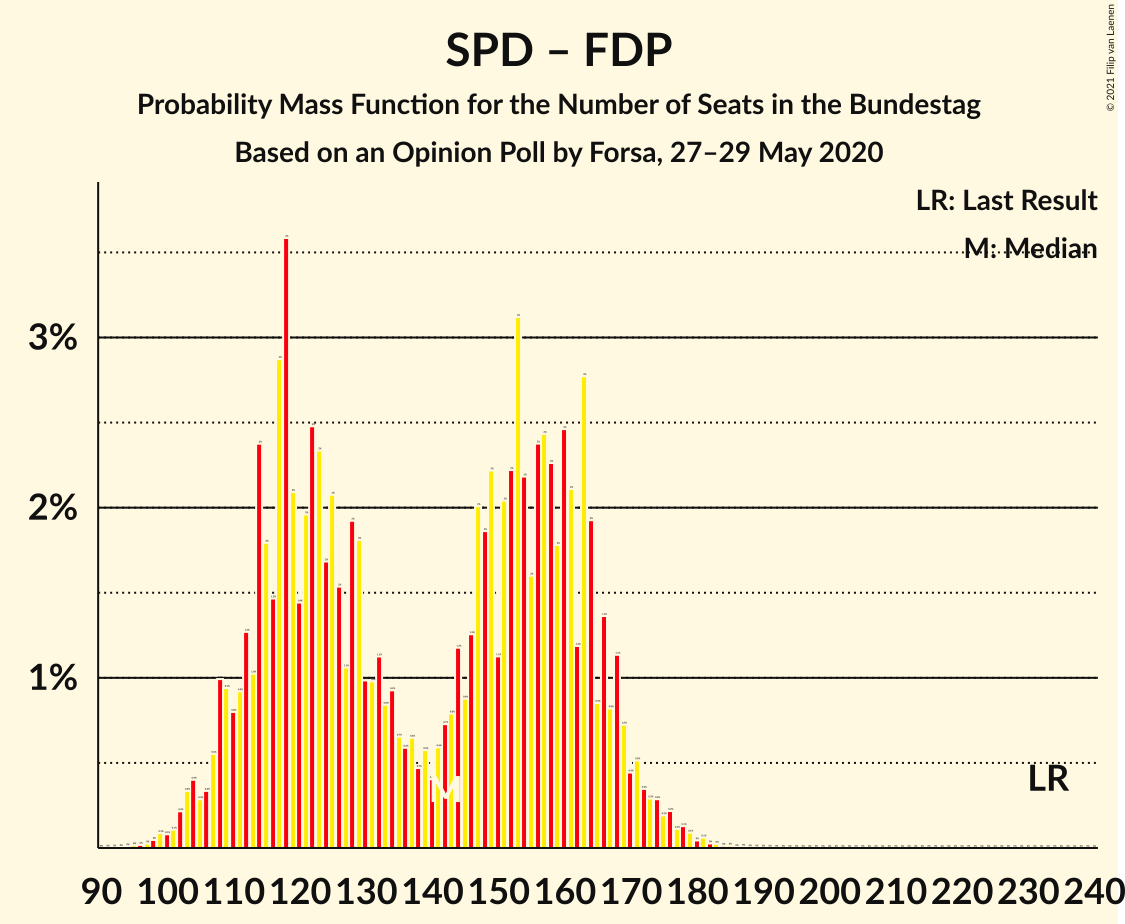 SPD – FDP
Probability Mass Function for the Number of Seats in the Bundestag
Based on an Opinion Poll by Forsa, 27–29 May 2020
© 2021 Filip van Laenen
LR: Last Result
M: Median
3%
2%
1%
M
LR
90 100 110 120 130 140 150 160 170 180 190 200 210 220 230 240